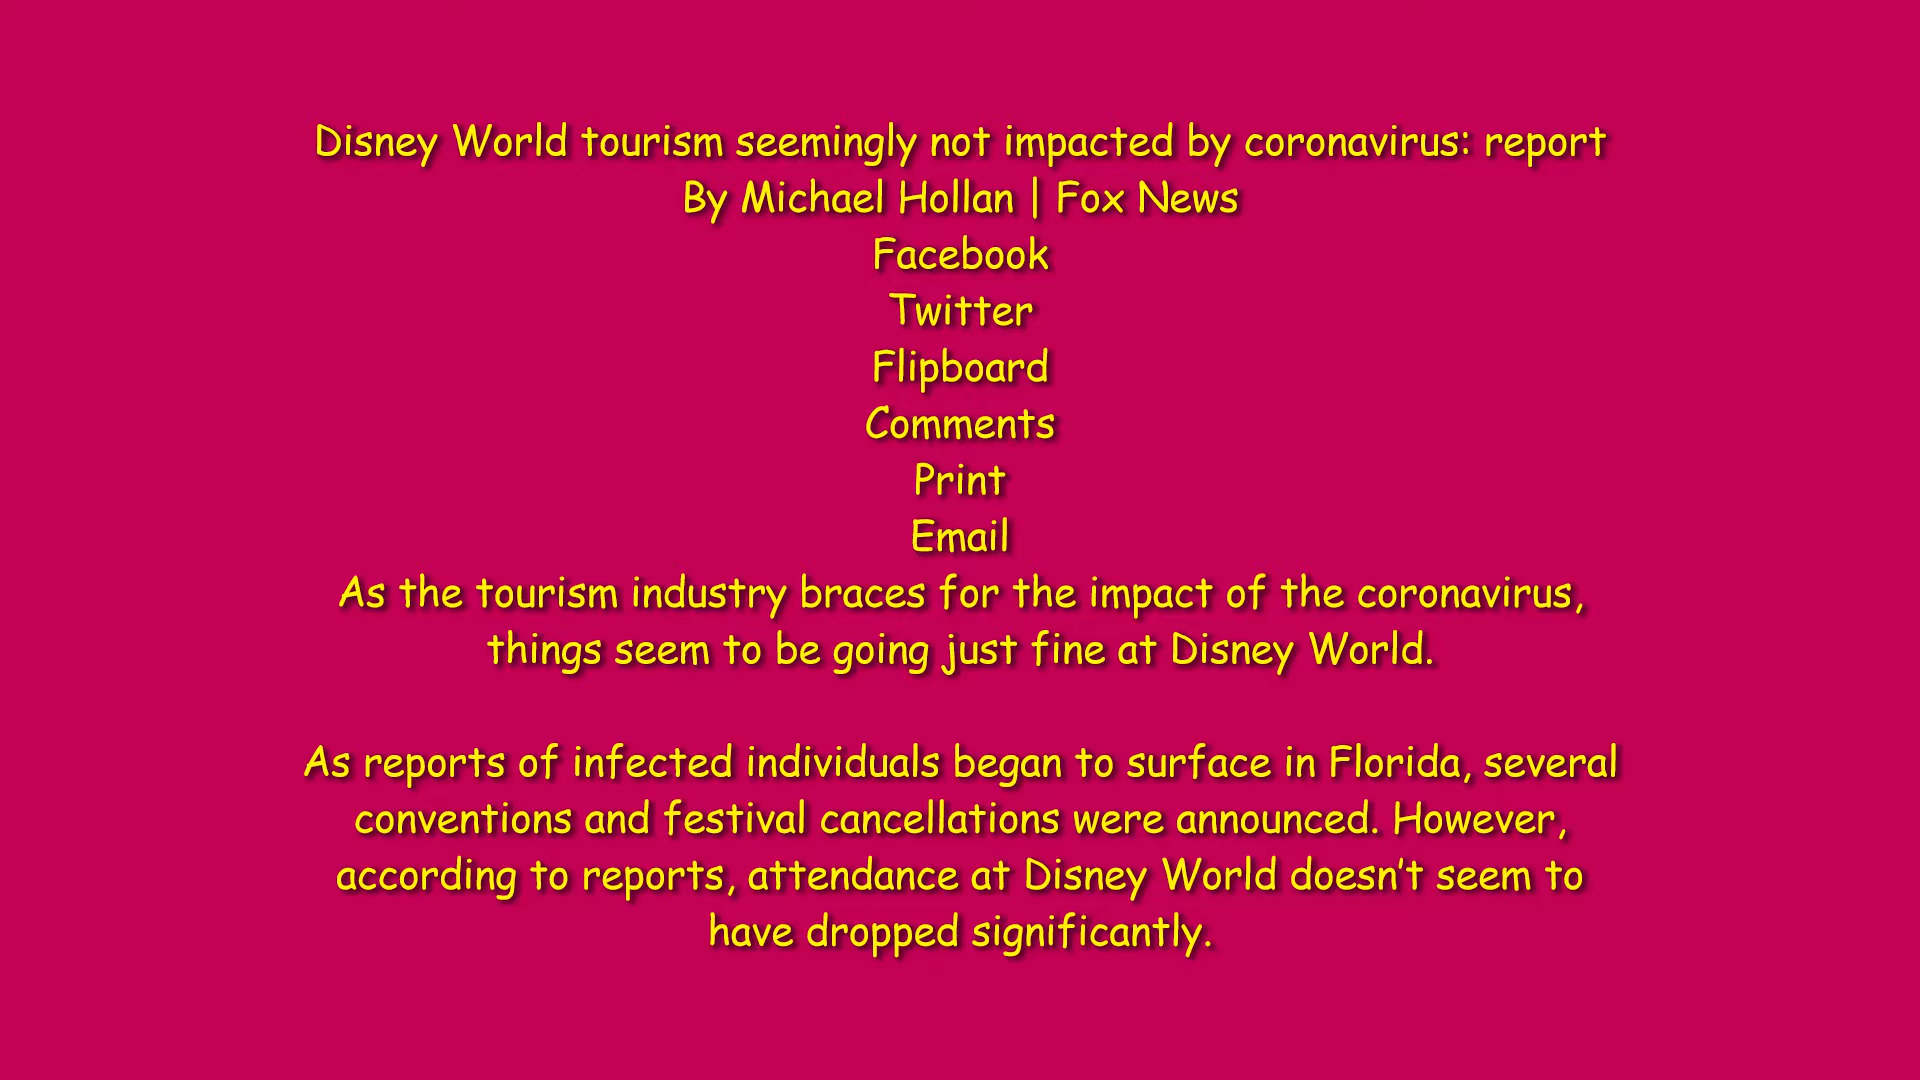 Disney World tourism seemingly not impacted by coronavirus: report
By Michael Hollan | Fox News
Facebook
Twitter
Flipboard
Comments
Print
Email
As the tourism industry braces for the impact of the coronavirus,
things seem to be going just fine at Disney World.
As reports of infected individuals began to surface in Florida, several
conventions and festival cancellations were announced. However,
according to reports, attendance at Disney World doesn’t seem to
have dropped significantly.